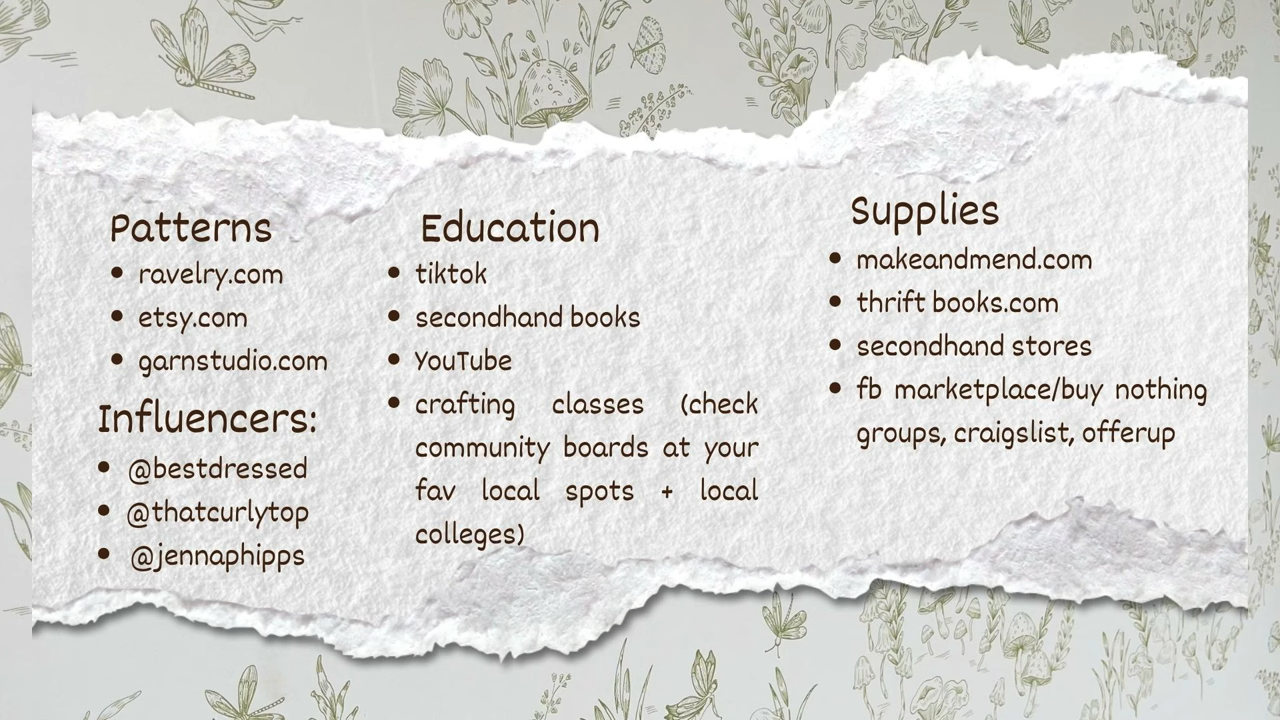 Patterns
ravelry.com
etsy.com
garnstudio.com
Influencers:
@bestdressed
@thatcurlytop
@jennaphipps
Education
tiktok
secondhand books
YouTube
crafting classes (check
community boards at your
fav local spots + local
colleges)
Supplies
makeandmend.com
thrift books.com
secondhand stores
fb marketplace/buy nothing
groups, craigslist, offerup